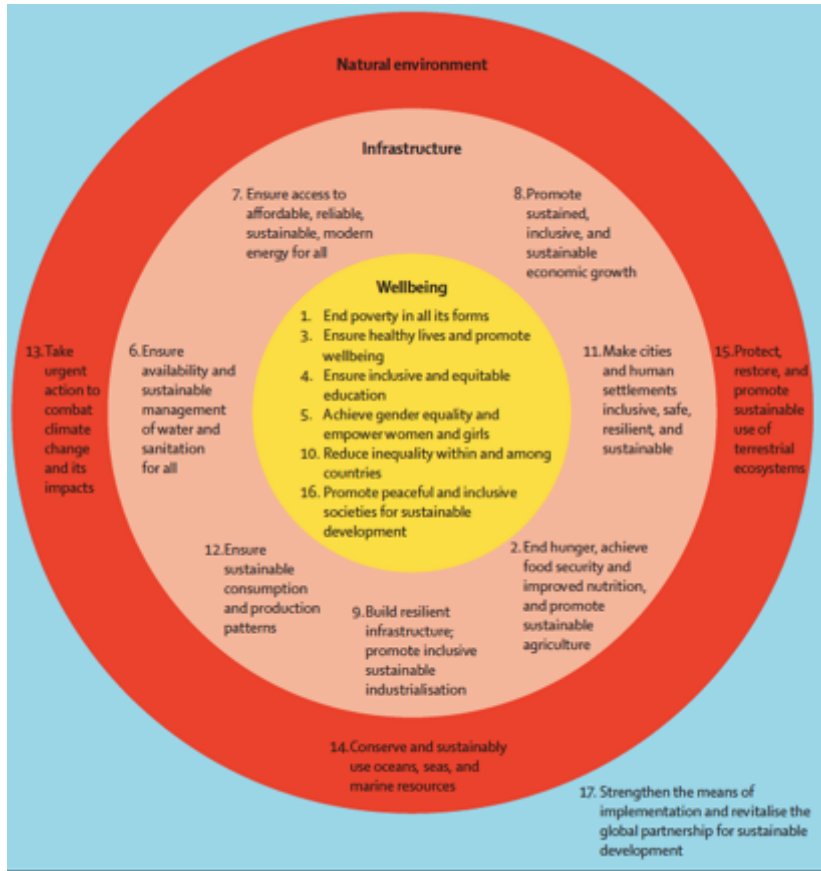 Natural environment
Infrastructure
7. Ensure access to
affordable, reliable,
sustainable, modern
energy for all
8. Promote
sustained,
inclusive, and
sustainable
economic growth
Wellbeing
1. End poverty in all its forms
3. Ensure healthy lives and promote
wellbeing
4. Ensure inclusive and equitable
education
5. Achieve gender equality and
empower women and girls
10. Reduce inequality within and among
countries
16. Promote peaceful and inclusive
societies for sustainable
development
13. Take
urgent
action to
combat
climate
change
and its
impacts
6. Ensure
availability and
sustainable
management
of water and
sanitation
for all
11. Make cities
and human
settlements
inclusive, safe,
resilient, and
sustainable
15. Protect,
restore, and
promote
sustainable
use of
terrestrial
ecosystems
12. Ensure
sustainable
consumption
and production
patterns
9. Build resilient
infrastructure;
promote inclusive
sustainable
industrialisation
2. End hunger, achieve
food security and
improved nutrition,
and promote
sustainable
agriculture
14. Conserve and sustainably
use oceans, seas, and
marine resources
17. Strengthen the means of
implementation and revitalise the
global partnership for sustainable
development